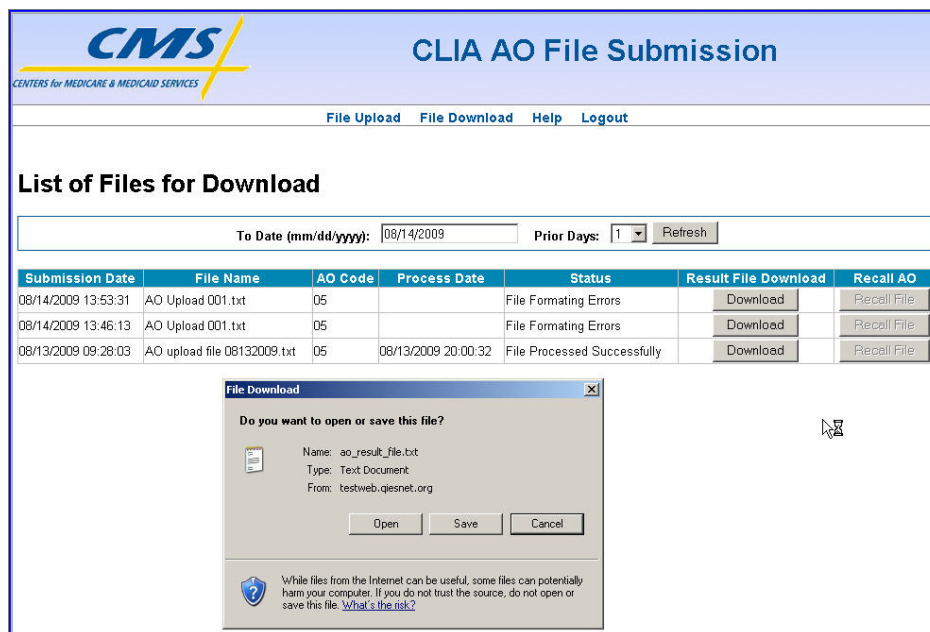 CMS
CENTERS for MEDICARE & MEDICAID SERVICES
CLIA AO File Submission
File Upload File Download Help Logout
List of Files for Download
To Date (mm/dd/yyyy): 08/14/2009 Prior Days: 1 Refresh
Submission Date File Name AO Code Process Date Status Result File Download Recall AO
08/14/2009 13:53:31 AO Upload 001.txt 05 File Formating Errors Download Recall File
08/14/2009 13:46:13 AO Upload 001.txt 05 File Formating Errors Download Recall File
08/13/2009 09:28:03 AO upload file 08132009.txt 05 08/13/2009 20:00:32 File Processed Successfully Download Recall File
File Download
Do you want to open or save this file?
Name: ao_result_file.txt
Type: Text Document
From: testweb.qiesnet.org
Open Save Cancel
While files from the Internet can be useful, some files can potentially
harm your computer. If you do not trust the source, do not open or
save this file. What's the risk?